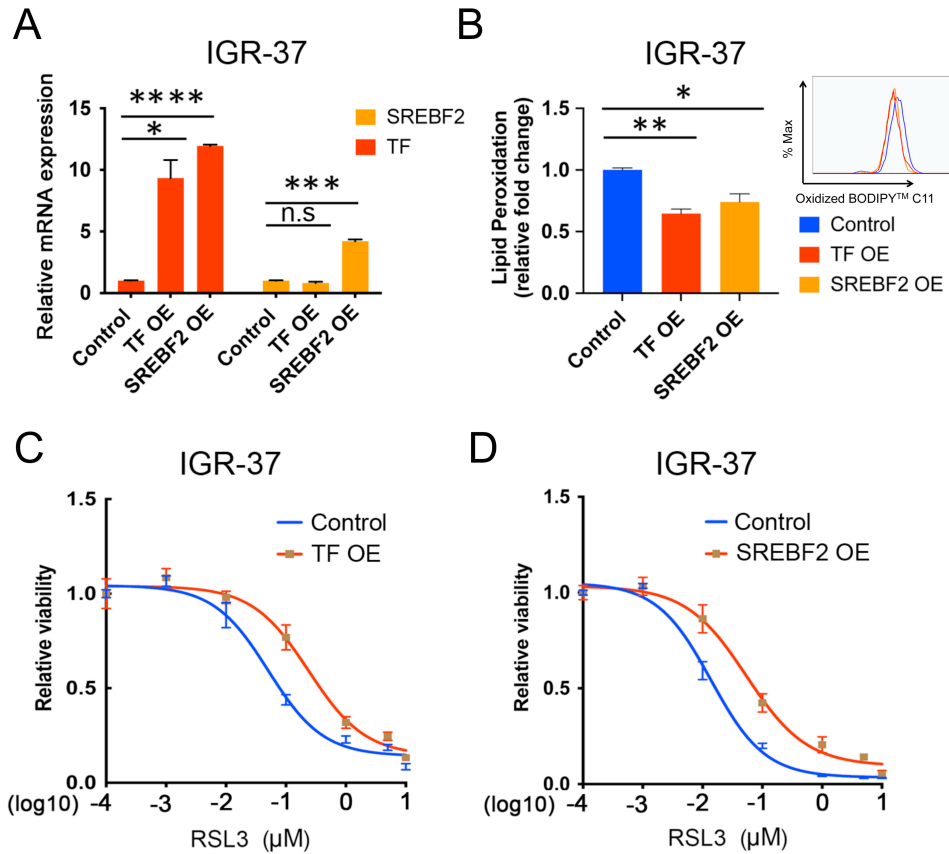 A
IGR-37
Relative mRNA expression
15
10
5
0
****
*
***
n.s
SREBF2
TF
Control
TF OE
SREBF2 OE
Control
TF OE
SREBF2 OE
B
IGR-37
Lipid Peroxidation
(relative fold change)
1.5
1.0
0.5
0.0
*
**
Control
TF OE
SREBF2 OE
% Max
Oxidized BODIPY™ C11
Control
TF OE
SREBF2 OE
C
IGR-37
Relative viability
1.5
1.0
0.5
0.0
Control
TF OE
(log10) -4 -3 -2 -1 0 1
RSL3 (μM)
D
IGR-37
Relative viability
1.5
1.0
0.5
0.0
Control
SREBF2 OE
(log10) -4 -3 -2 -1 0 1
RSL3 (μM)